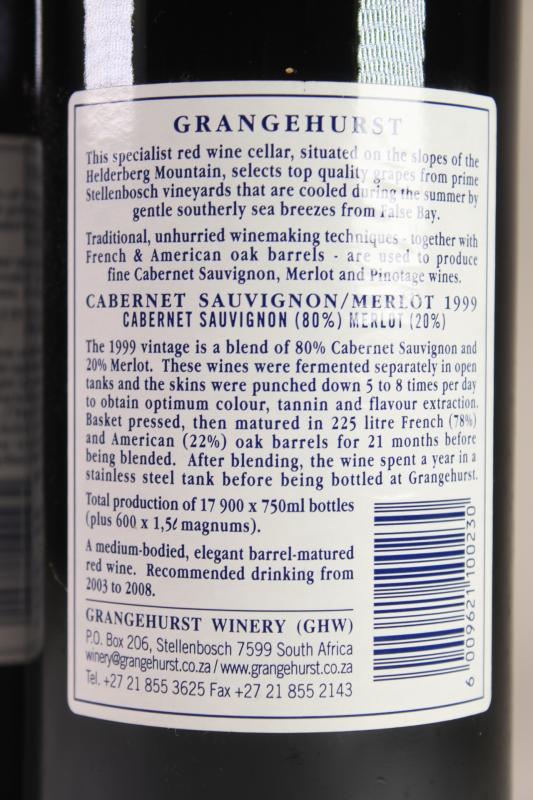 GRANGEHURST
This specialist red wine cellar, situated on the slopes of the
Helderberg Mountain, selects top quality grapes from prime
Stellenbosch vineyards that are cooled during the summer by
gentle southerly sea breezes from False Bay.
Traditional, unhurried winemaking techniques - together with
French & American oak barrels - are used to produce
fine Cabernet Sauvignon, Merlot and Pinotage wines.
CABERNET SAUVIGNON/MERLOT 1999
CABERNET SAUVIGNON (80%) MERLOT (20%)
The 1999 vintage is a blend of 80% Cabernet Sauvignon and
20% Merlot. These wines were fermented separately in open
tanks and the skins were punched down 5 to 8 times per day
to obtain optimum colour, tannin and flavour extraction.
Basket pressed, then matured in 225 litre French (78%)
and American (22%) oak barrels for 21 months before
being blended. After blending, the wine spent a year in a
stainless steel tank before being bottled at Grangehurst.
Total production of 17 900 x 750ml bottles
(plus 600 x 1,5ℓ magnums).
A medium-bodied, elegant barrel-matured
red wine. Recommended drinking from
2003 to 2008.
GRANGEHURST WINERY (GHW)
P.O. Box 206, Stellenbosch 7599 South Africa
winery@grangehurst.co.za / www.grangehurst.co.za
Tel. +27 21 855 3625 Fax +27 21 855 2143
6 009621 100230